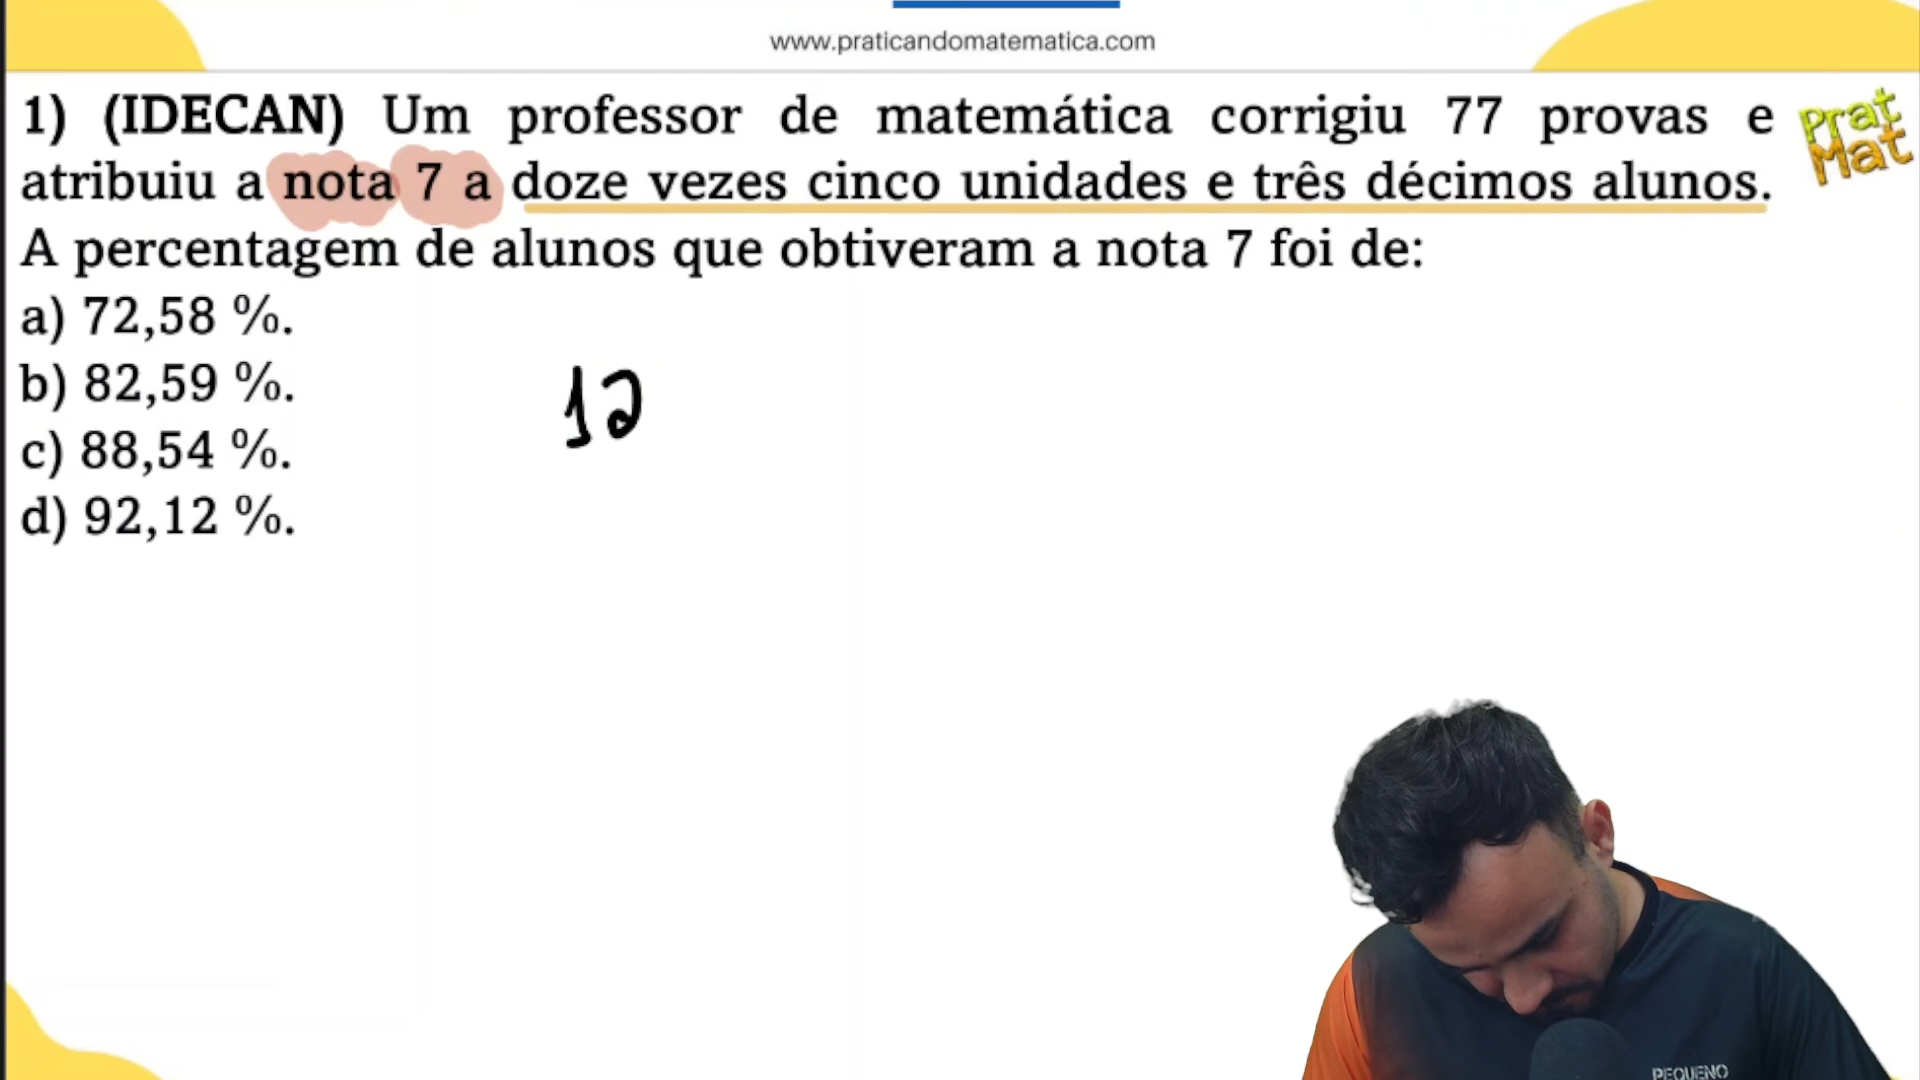 www.praticandomatematica.com
1) (IDECAN) Um professor de matemática corrigiu 77 provas e
atribuiu a nota 7 a doze vezes cinco unidades e três décimos alunos.
A percentagem de alunos que obtiveram a nota 7 foi de:
a) 72,58 %.
b) 82,59 %.
c) 88,54 %.
d) 92,12 %.
Prat
Mat
12
PEQUENO